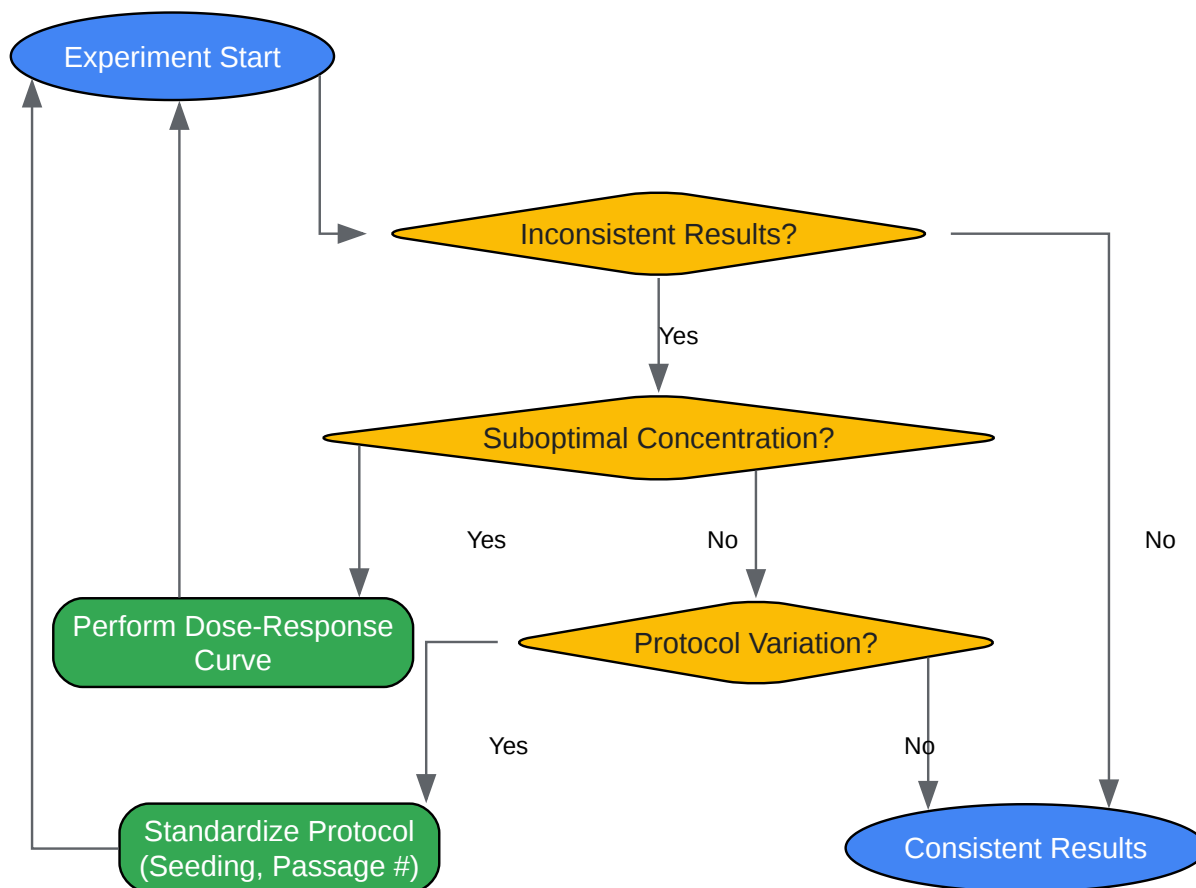 Experiment Start
Inconsistent Results?
Yes
Suboptimal Concentration?
Yes
No
No
Perform Dose-Response
Curve
Protocol Variation?
Yes
No
Standardize Protocol
(Seeding, Passage #)
Consistent Results